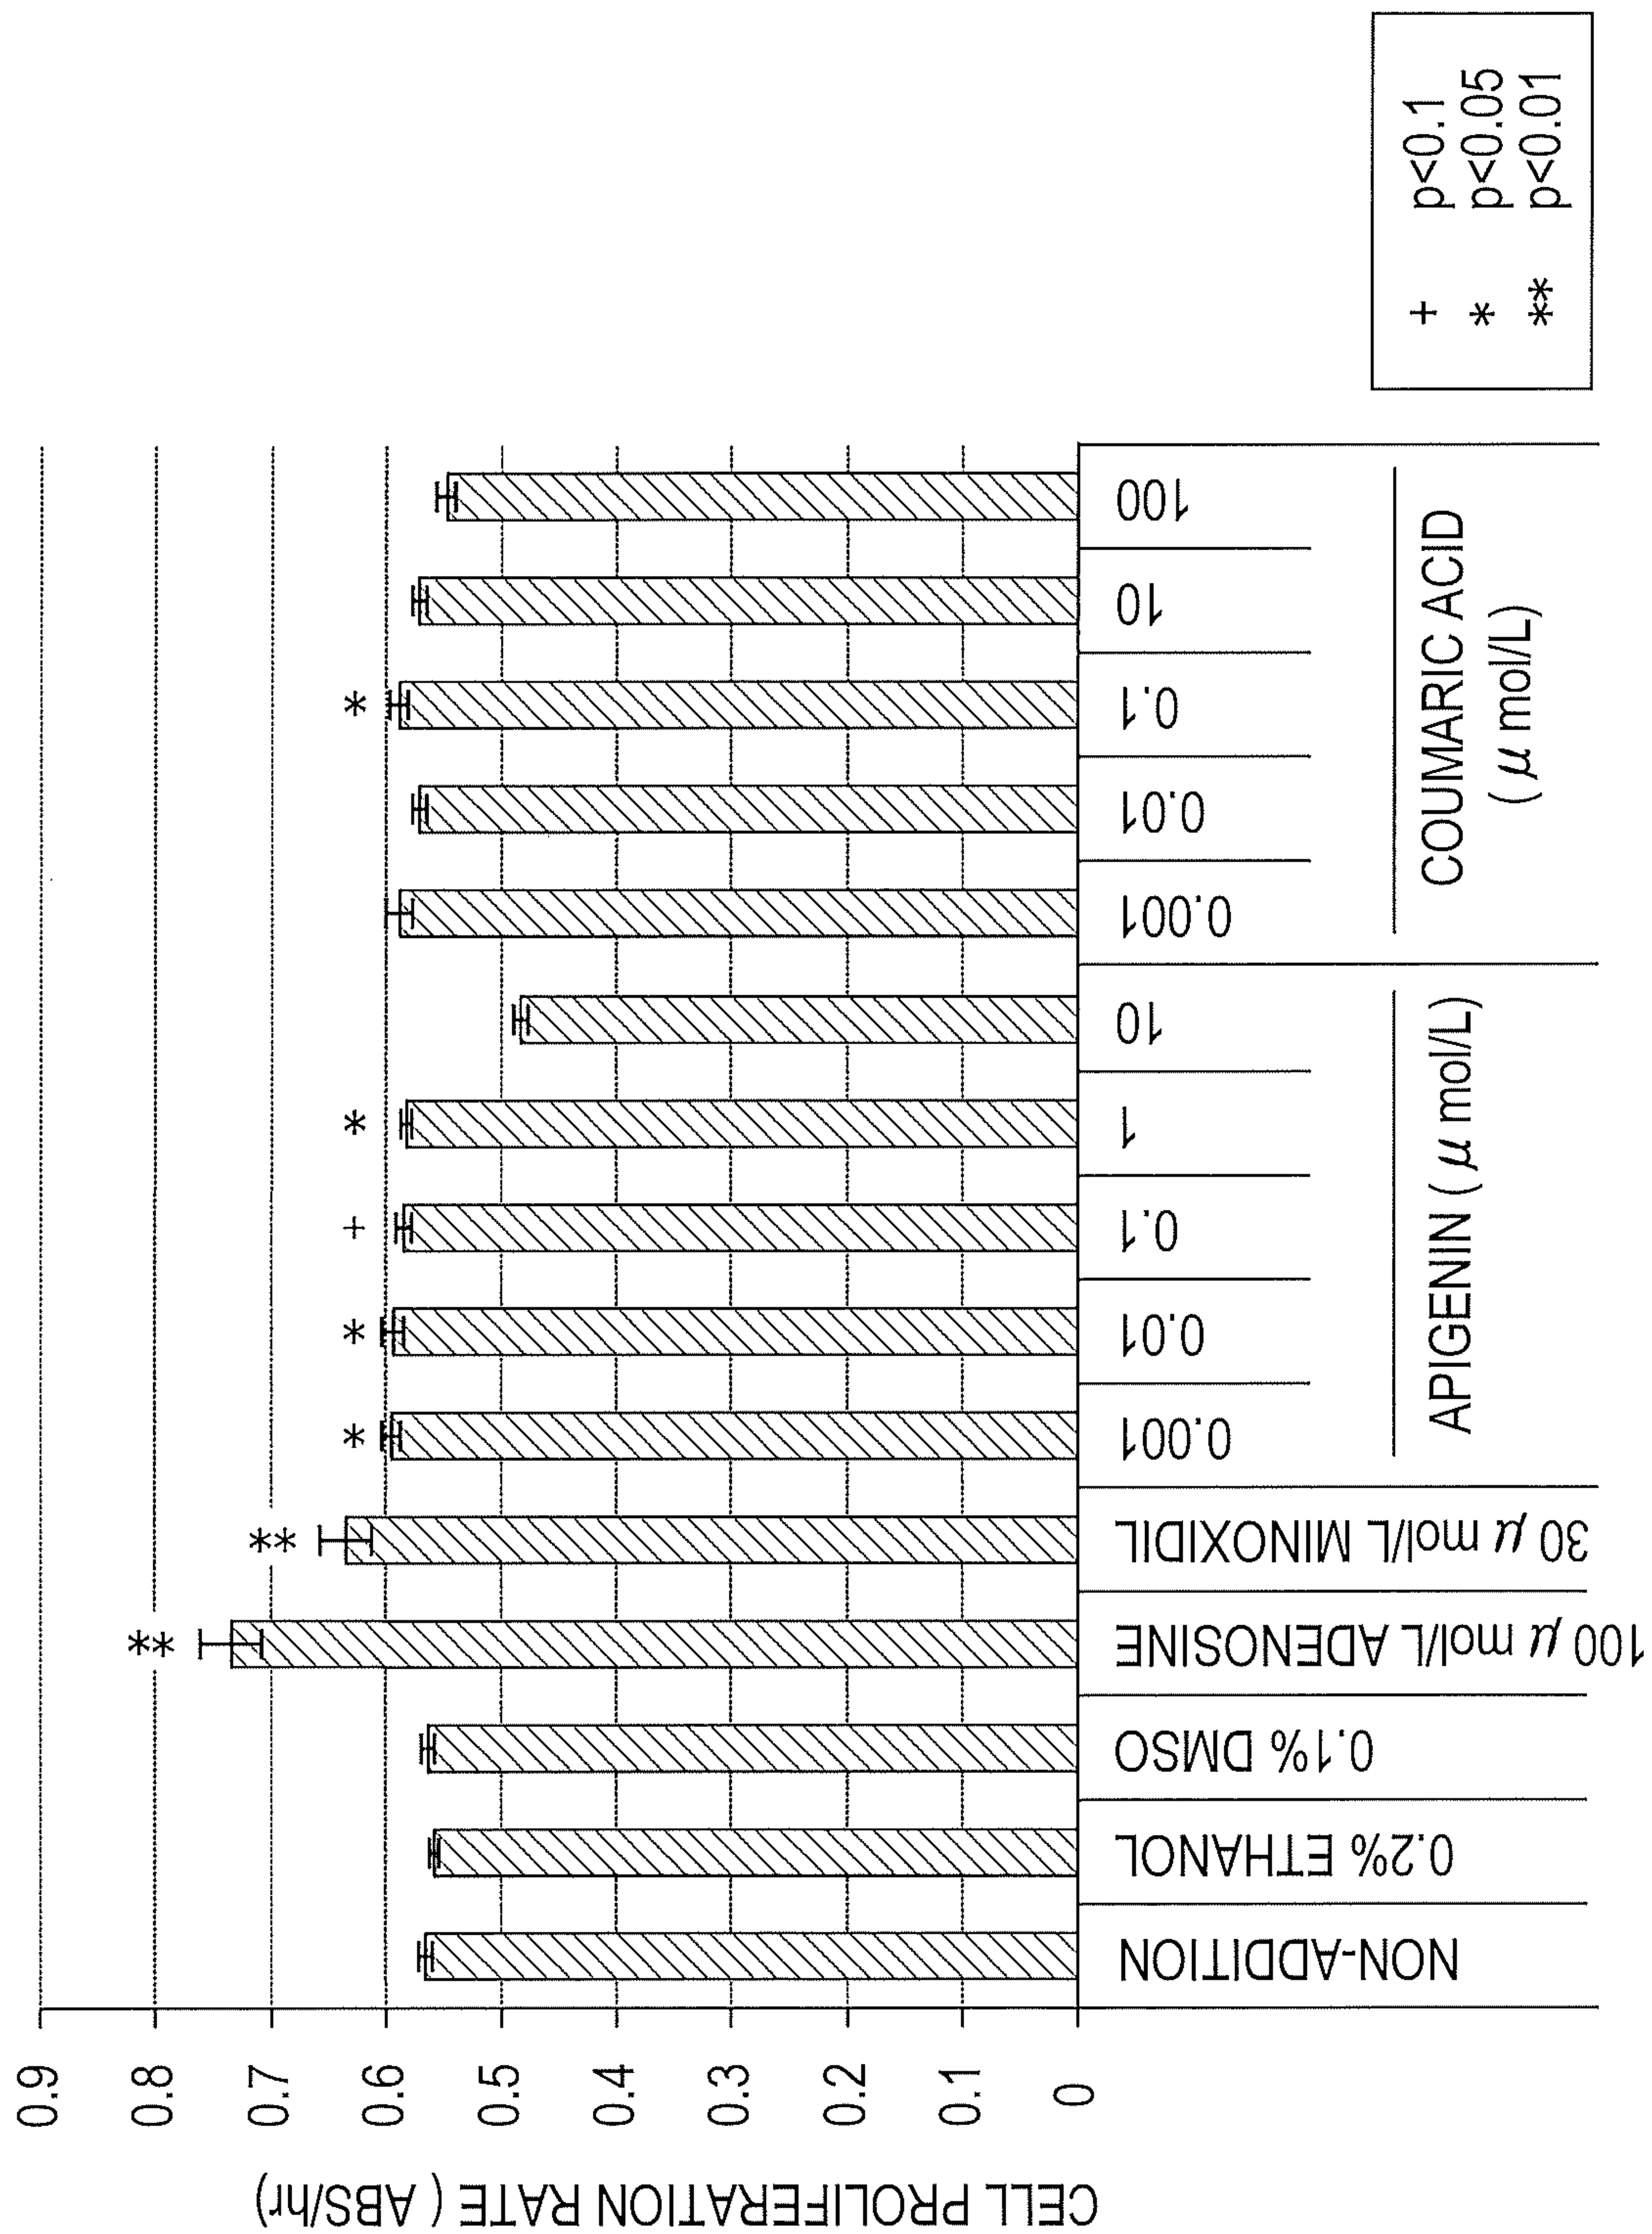 CELL PROLIFERATION RATE ( ABS/hr)
0.9
0.8
0.7
0.6
0.5
0.4
0.3
0.2
0.1
0
**
**
*
*
+
*
*
NON-ADDITION
0.2% ETHANOL
0.1% DMSO
100 μ mol/L ADENOSINE
30 μ mol/L MINOXIDIL
0.001
0.01
0.1
1
10
APIGENIN ( μ mol/L)
0.001
0.01
0.1
10
100
COUMARIC ACID
( μ mol/L)
+ p<0.1
* p<0.05
** p<0.01